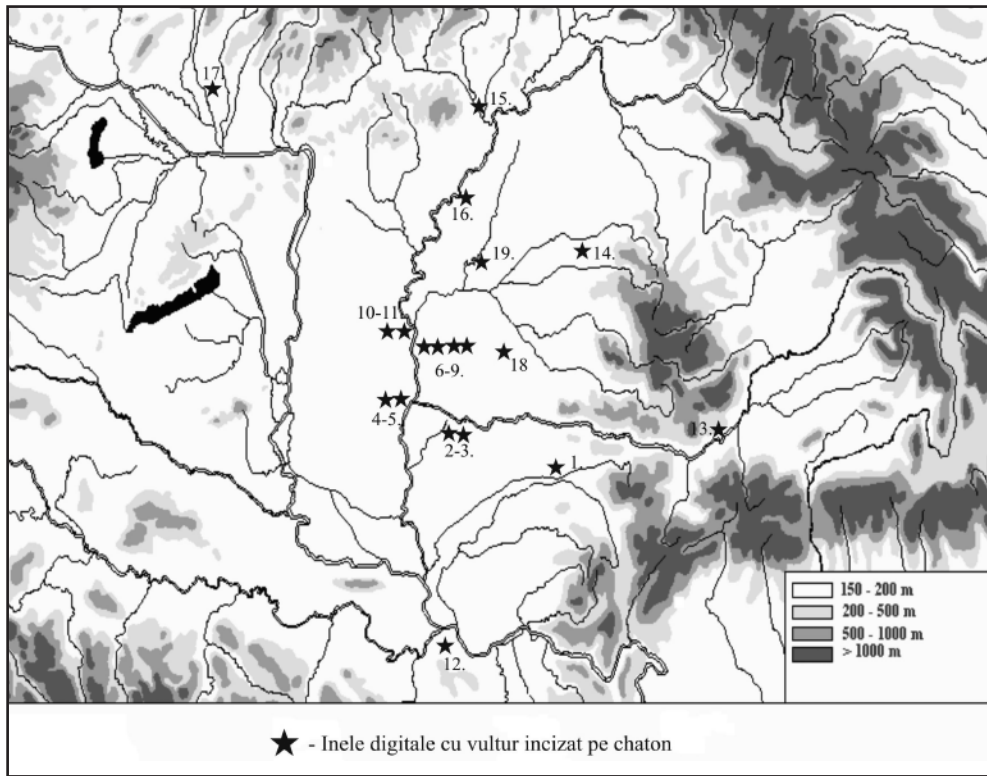 17.
15.
16.
19.
14.
10-11.
6-9.
18
4-5.
2-3.
13.
1.
12.
150 - 200 m
200 - 500 m
500 - 1000 m
> 1000 m
- Inele digitale cu vultur incizat pe chaton